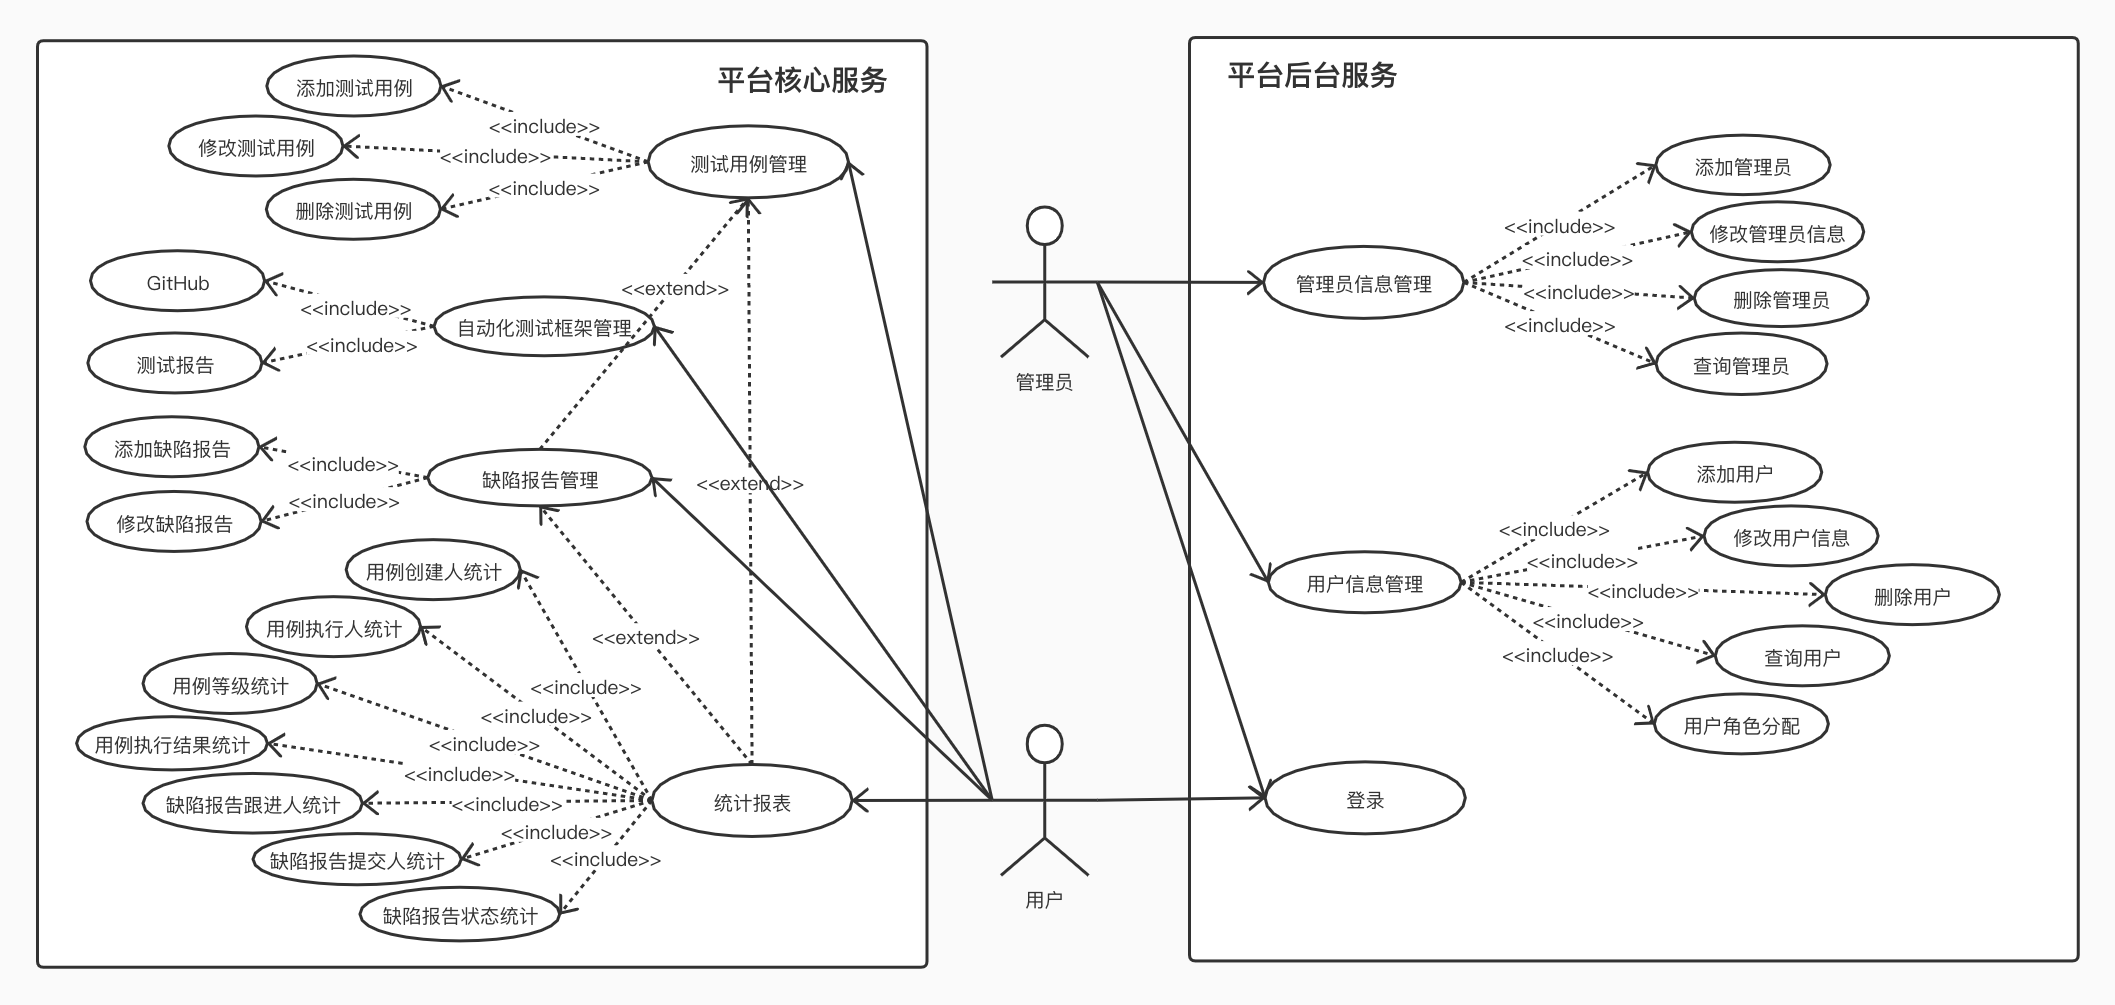 平台核心服务
添加测试用例
<<include>>
修改测试用例
<<include>>
测试用例管理
<<include>>
删除测试用例
GitHub
<<extend>>
<<include>>
自动化测试框架管理
<<include>>
测试报告
添加缺陷报告
<<include>>
缺陷报告管理
<<extend>>
<<include>>
修改缺陷报告
用例创建人统计
用例执行人统计
<<extend>>
用例等级统计
<<include>>
<<include>>
用例执行结果统计
<<include>>
<<include>>
缺陷报告跟进人统计
<<include>>
统计报表
<<include>>
缺陷报告提交人统计
<<include>>
缺陷报告状态统计
管理员
用户
平台后台服务
添加管理员
<<include>>
修改管理员信息
<<include>>
管理员信息管理
<<include>>
删除管理员
<<include>>
查询管理员
添加用户
<<include>>
修改用户信息
<<include>>
用户信息管理
<<include>>
删除用户
<<include>>
查询用户
<<include>>
用户角色分配
登录